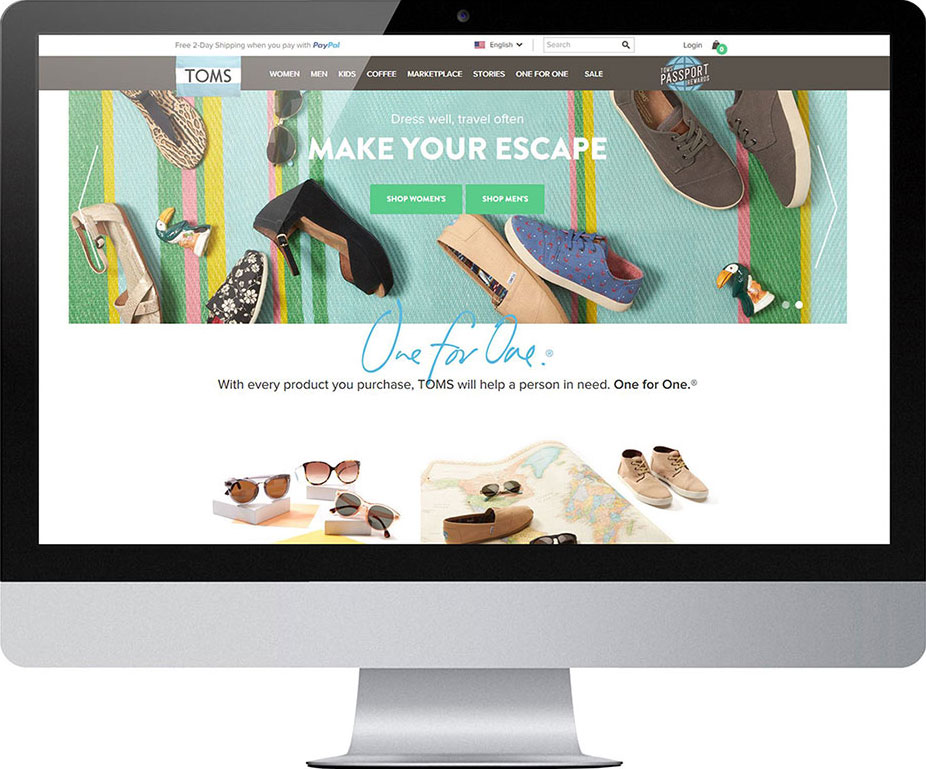 Free 2-Day Shipping when you pay with PayPal
English
Search
Login
0
TOMS
WOMEN MEN KIDS COFFEE MARKETPLACE STORIES ONE FOR ONE SALE
TOMS PASSPORT REWARDS
Dress well, travel often
MAKE YOUR ESCAPE
SHOP WOMEN'S SHOP MEN'S
One for One.®
With every product you purchase, TOMS will help a person in need. One for One.®